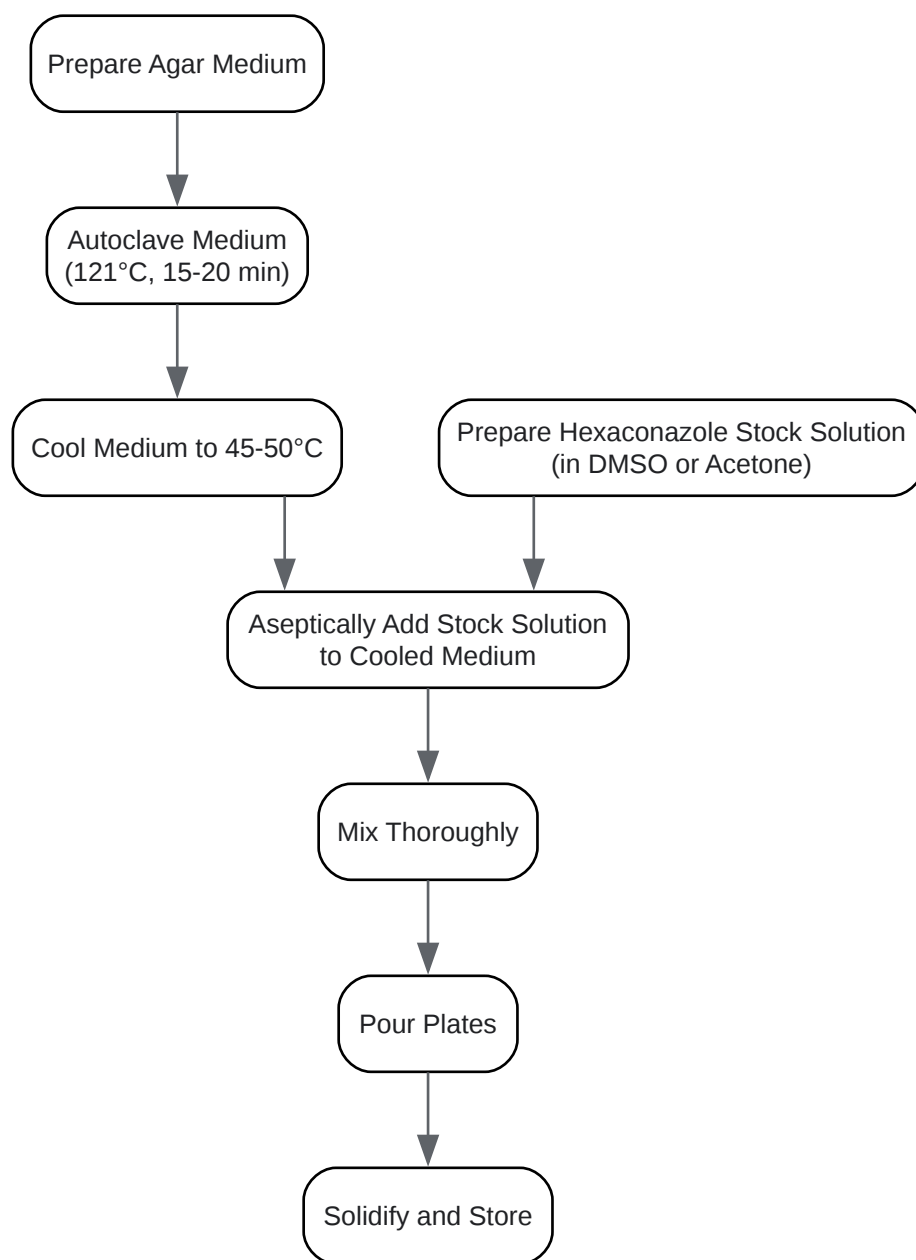 Prepare Agar Medium
Autoclave Medium
(121°C, 15-20 min)
Cool Medium to 45-50°C
Prepare Hexaconazole Stock Solution
(in DMSO or Acetone)
Aseptically Add Stock Solution
to Cooled Medium
Mix Thoroughly
Pour Plates
Solidify and Store